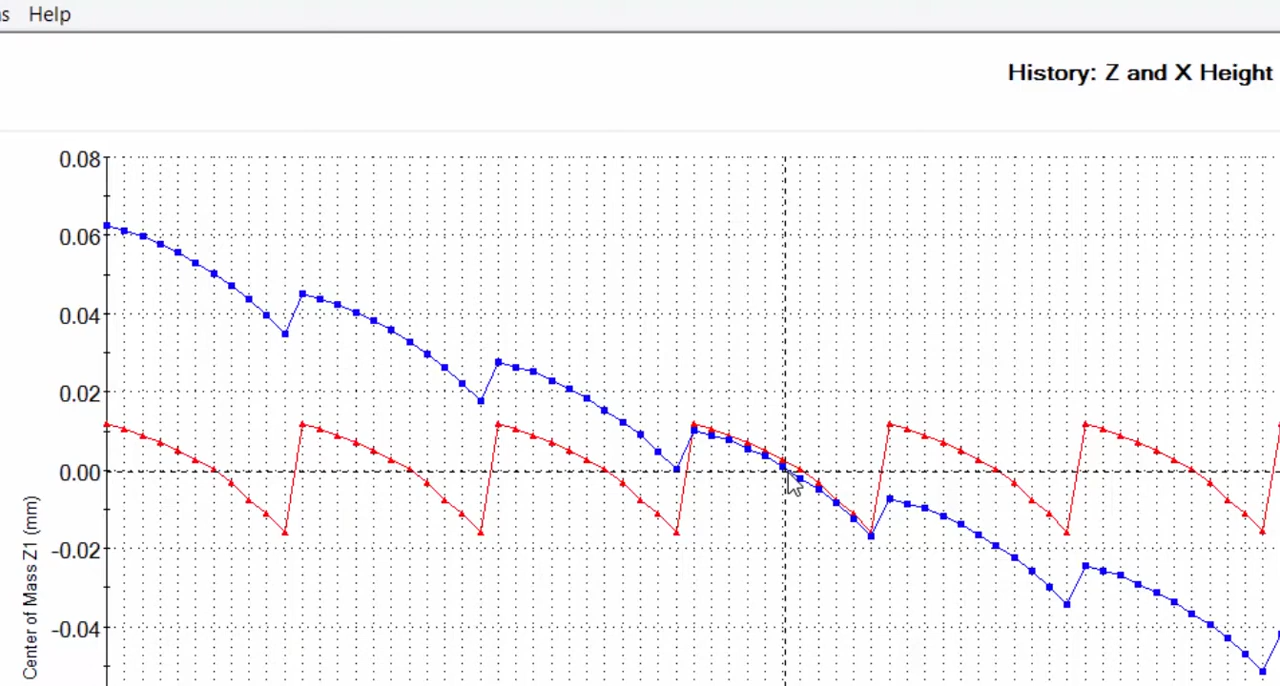 s Help
History: Z and X Height
0.08
0.06
0.04
0.02
0.00
-0.02
-0.04
Center of Mass Z1 (mm)